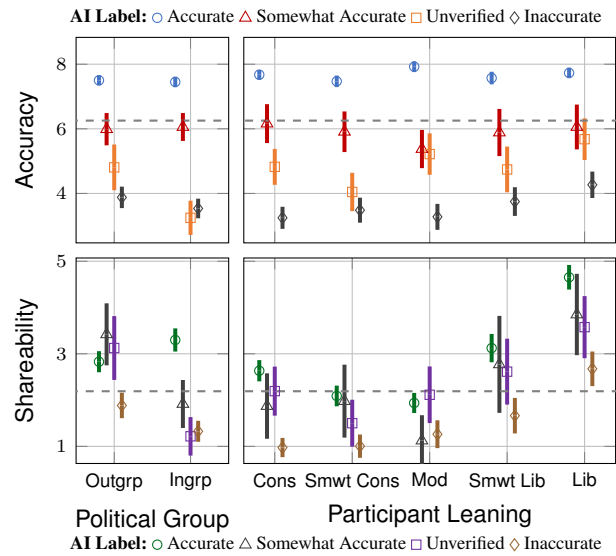 AI Label: Accurate Somewhat Accurate Unverified Inaccurate
8
6
4
Accuracy
5
3
1
Shareability
Outgrp Ingrp Cons Smwt Cons Mod Smwt Lib Lib
Political Group Participant Leaning
AI Label: Accurate Somewhat Accurate Unverified Inaccurate